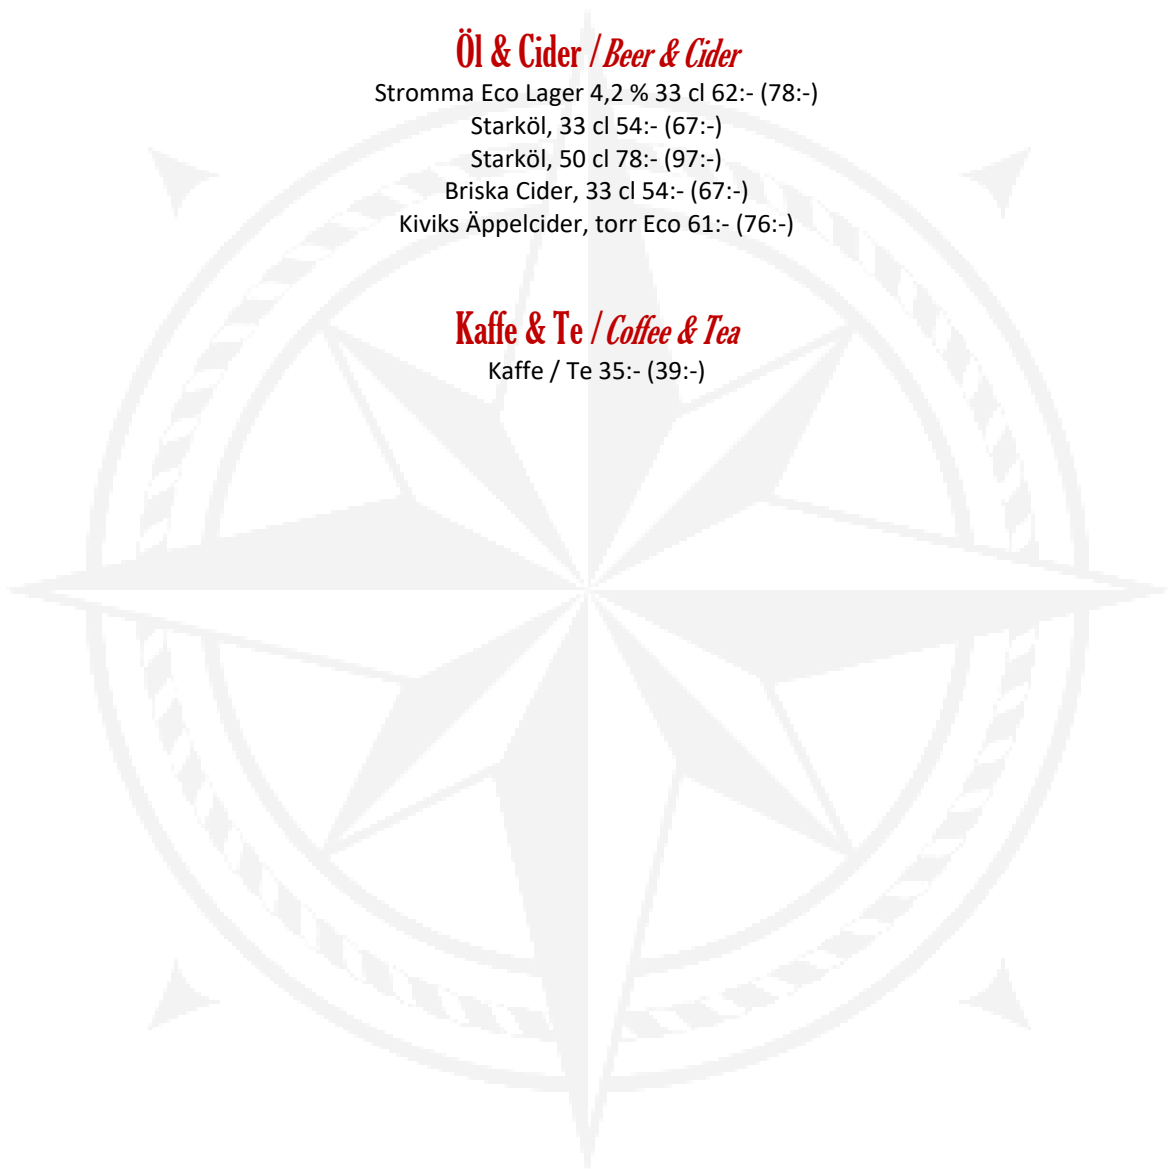 Öl & Cider / Beer & Cider
Stromma Eco Lager 4,2 % 33 cl 62:- (78:-)
Starköl, 33 cl 54:- (67:-)
Starköl, 50 cl 78:- (97:-)
Briska Cider, 33 cl 54:- (67:-)
Kiviks Äppelcider, torr Eco 61:- (76:-)
Kaffe & Te / Coffee & Tea
Kaffe / Te 35:- (39:-)